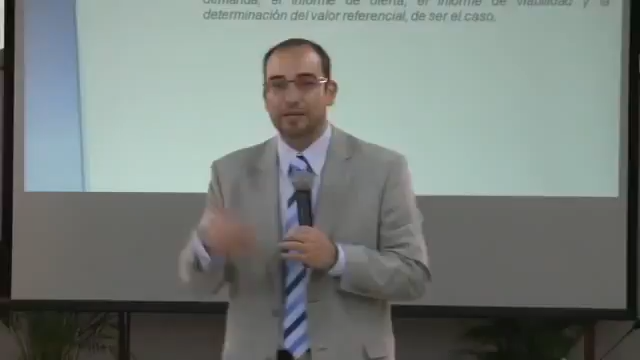 demanda, el informe de oferta, el informe de viabilidad y la
determinación del valor referencial, de ser el caso.